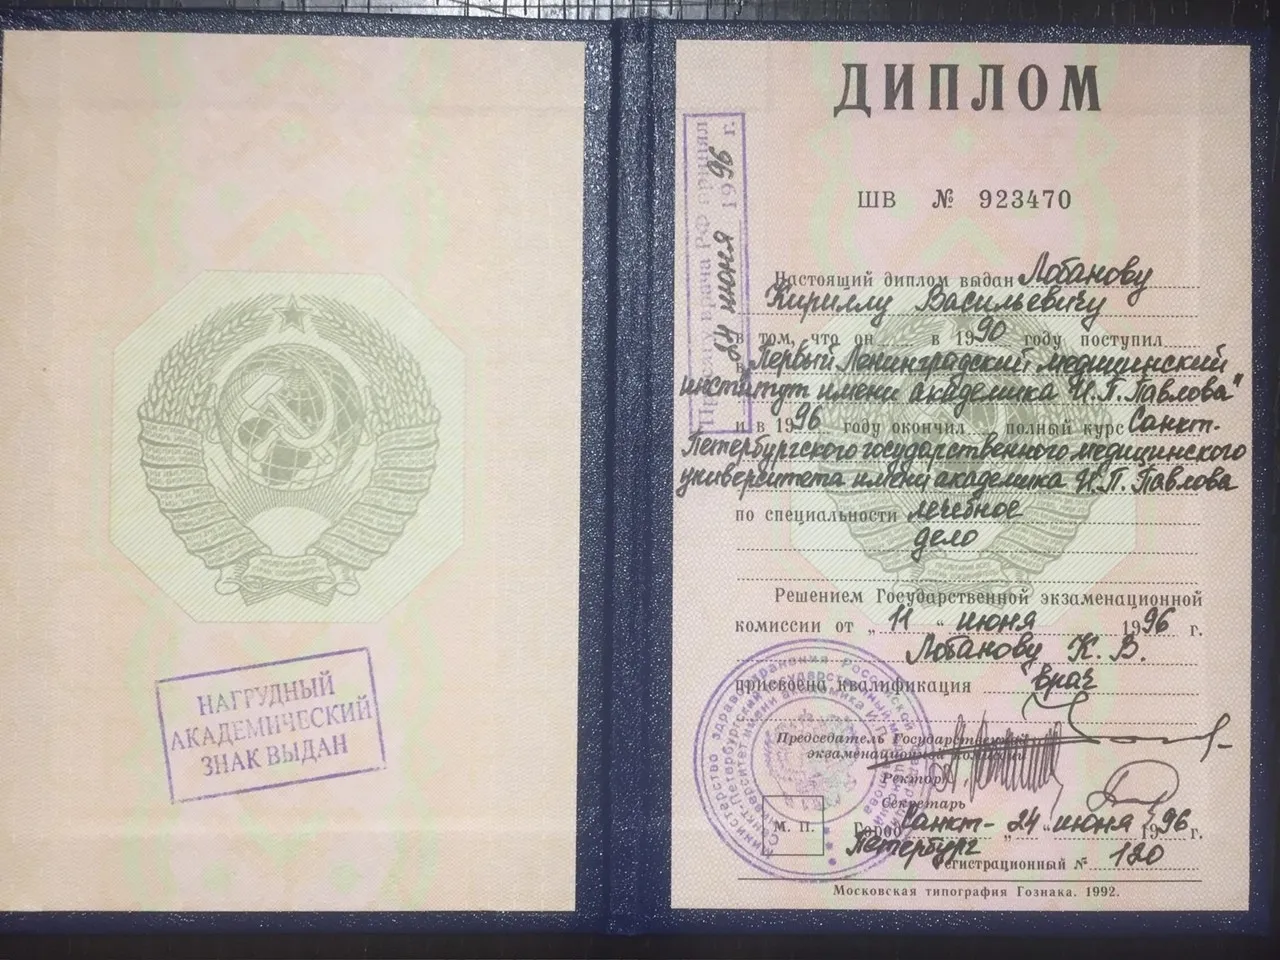 НАГРУДНЫЙ
АКАДЕМИЧЕСКИЙ
ЗНАК ВЫДАН
ДИПЛОМ
ШВ № 923470
врача РФ принял
24 июня 1996 г.
Настоящий диплом выдан Лобанову
Кириллу Васильевичу
в том, что он в 1990 году поступил
в "Первый Ленинградский медицинский
институт имени академика И.П. Павлова"
и в 1996 году окончил полный курс Санкт-
Петербургского государственного медицинского
университета имени академика И.П. Павлова
по специальности лечебное
дело
Решением Государственной экзаменационной
комиссии от „ 11 “ июня 1996 г.
Лобанову К. В.
присвоена квалификация врач
Председатель Государственной
экзаменационной комиссии
Ректор
Секретарь
М. П. Город Санкт- „ 24 “ июня 1996 г.
Петербург
Регистрационный № 120
Московская типография Гознака. 1992.